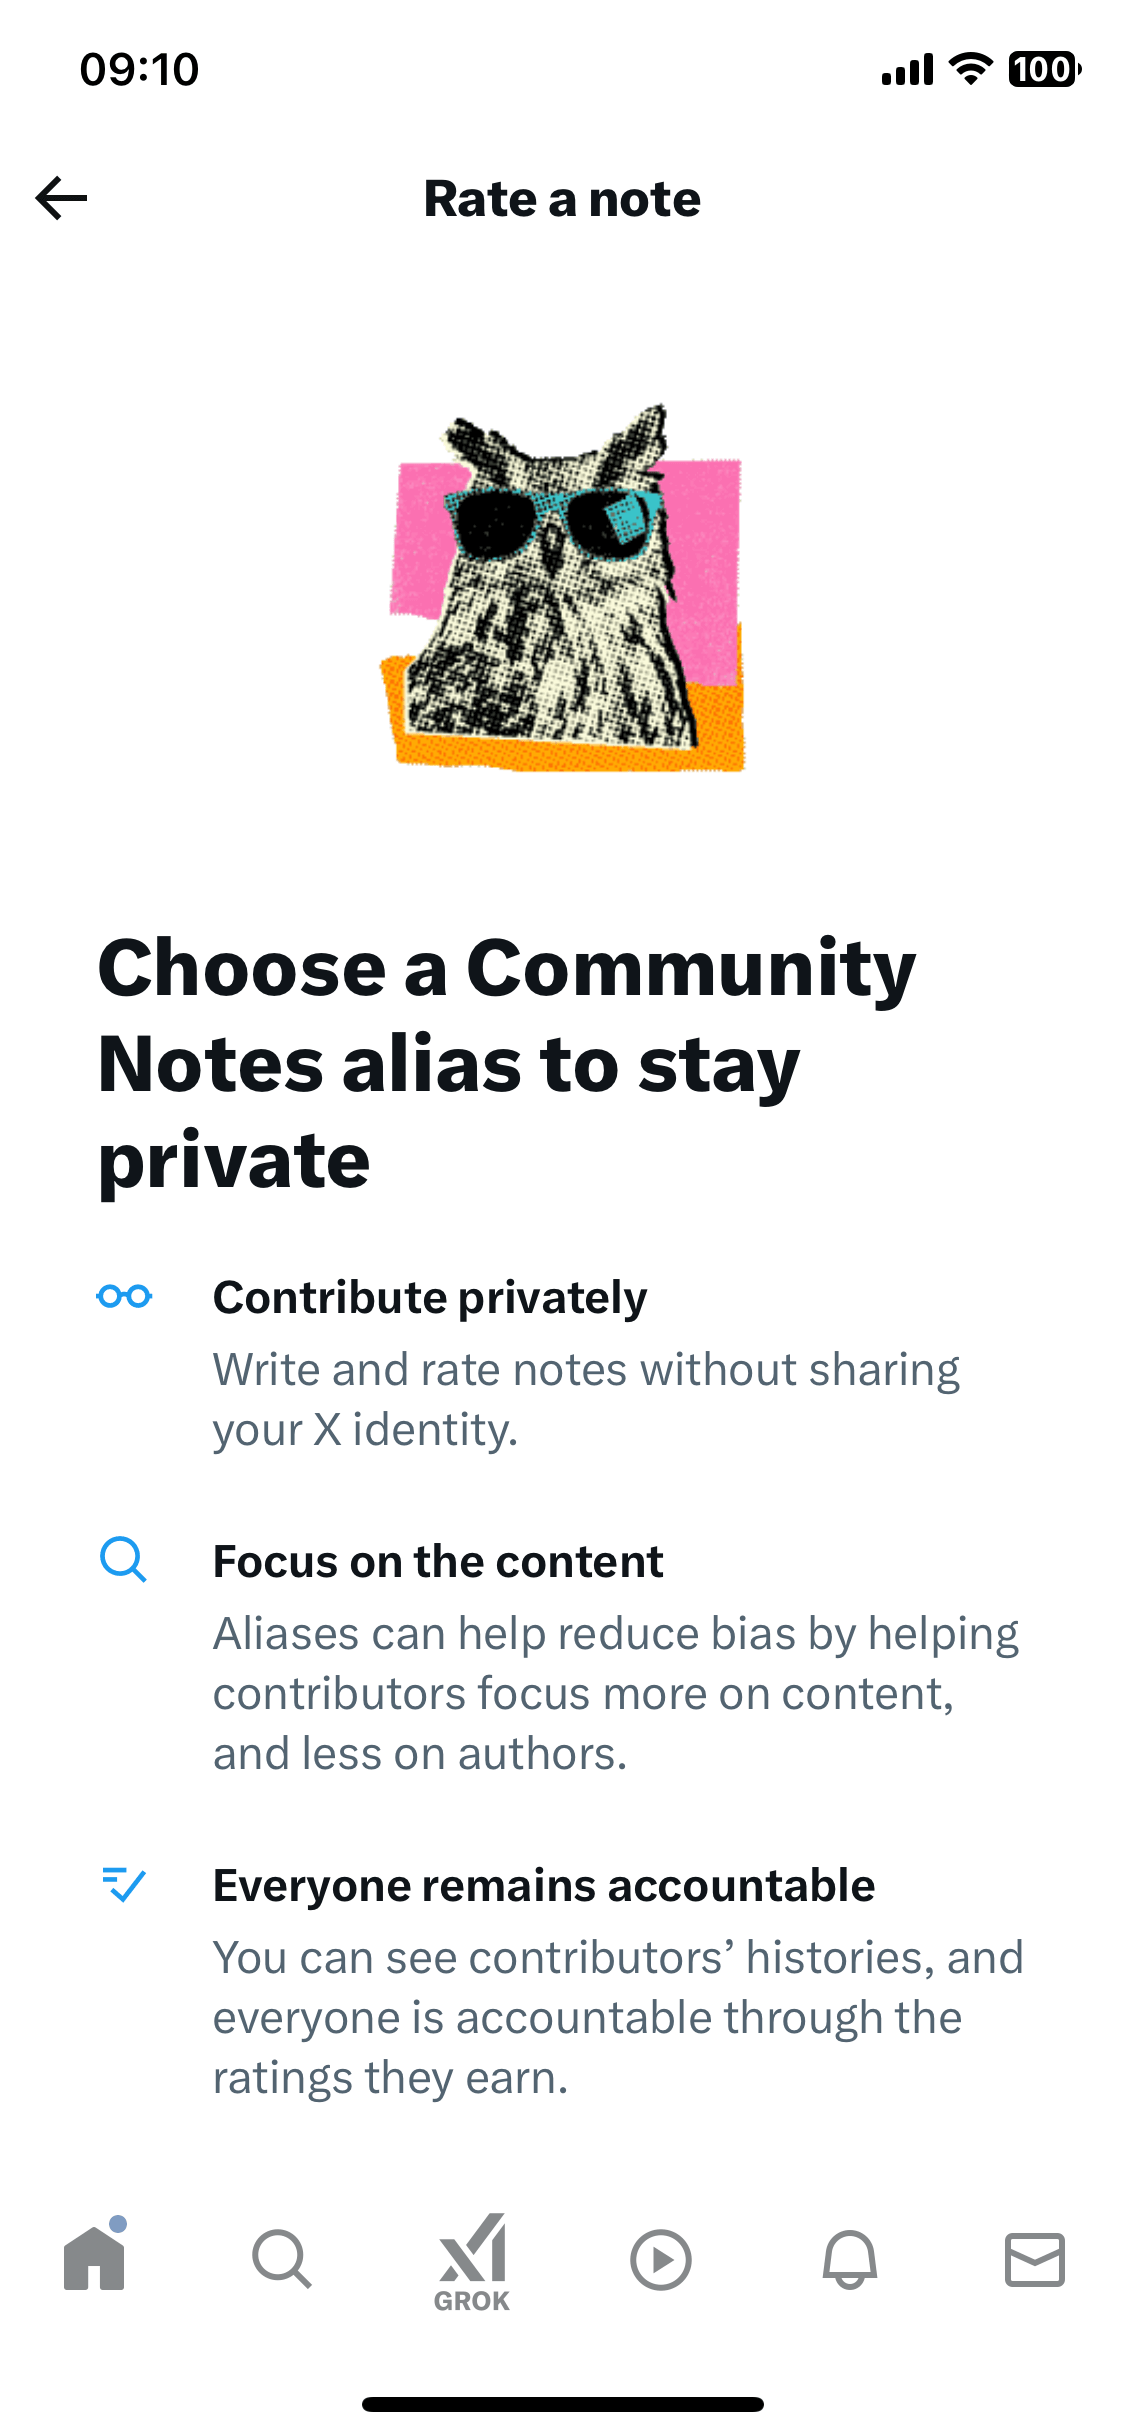 09:10
100
Rate a note
Choose a Community
Notes alias to stay
private
Contribute privately
Write and rate notes without sharing
your X identity.
Focus on the content
Aliases can help reduce bias by helping
contributors focus more on content,
and less on authors.
Everyone remains accountable
You can see contributors’ histories, and
everyone is accountable through the
ratings they earn.
GROK